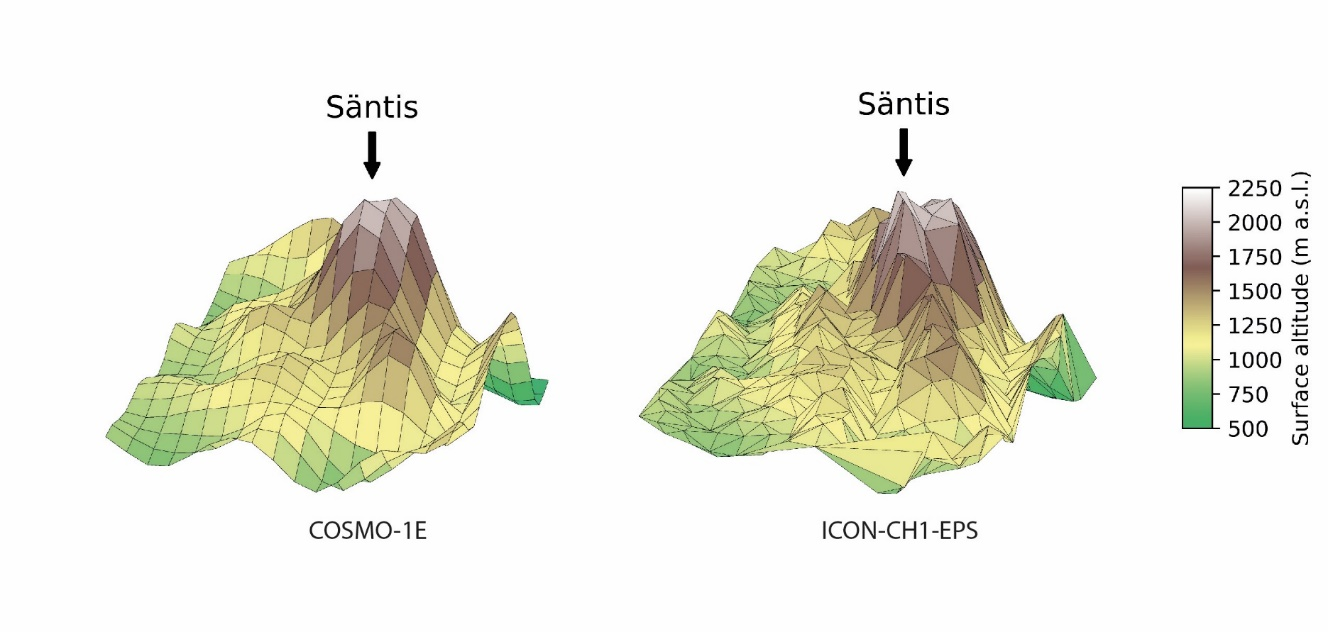 Säntis
Säntis
2250
2000
1750
1500
1250
1000
750
500
Surface altitude (m a.s.l.)
COSMO-1E
ICON-CH1-EPS